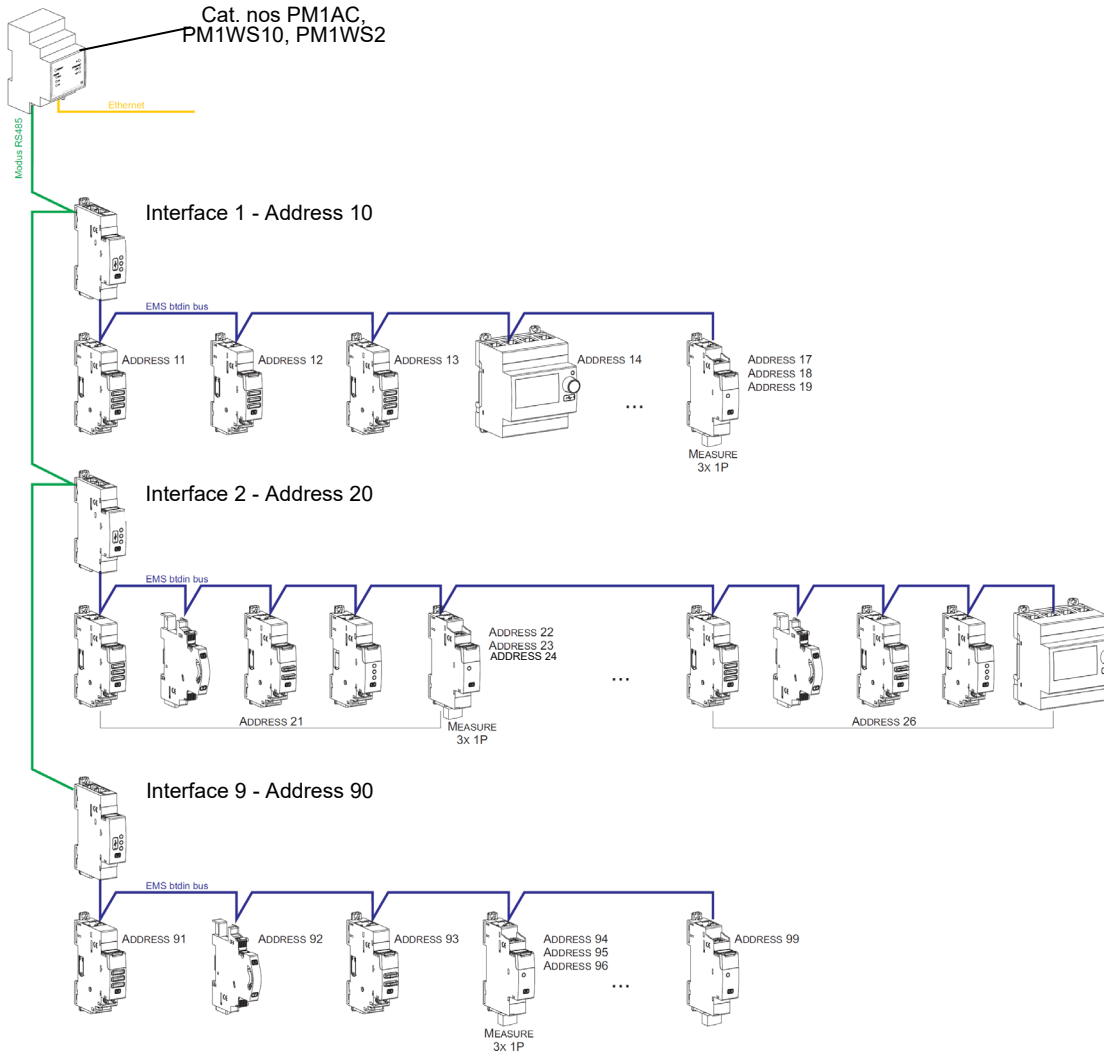 Cat. nos PM1AC,
PM1WS10, PM1WS2
Ethernet
Modus RS485
Interface 1 - Address 10
EMS btdin bus
ADDRESS 11
ADDRESS 12
ADDRESS 13
ADDRESS 14
...
ADDRESS 17
ADDRESS 18
ADDRESS 19
MEASURE
3X 1P
Interface 2 - Address 20
EMS btdin bus
ADDRESS 22
ADDRESS 23
ADDRESS 24
...
ADDRESS 21
MEASURE
3X 1P
ADDRESS 26
Interface 9 - Address 90
EMS btdin bus
ADDRESS 91
ADDRESS 92
ADDRESS 93
ADDRESS 94
ADDRESS 95
ADDRESS 96
...
ADDRESS 99
MEASURE
3X 1P